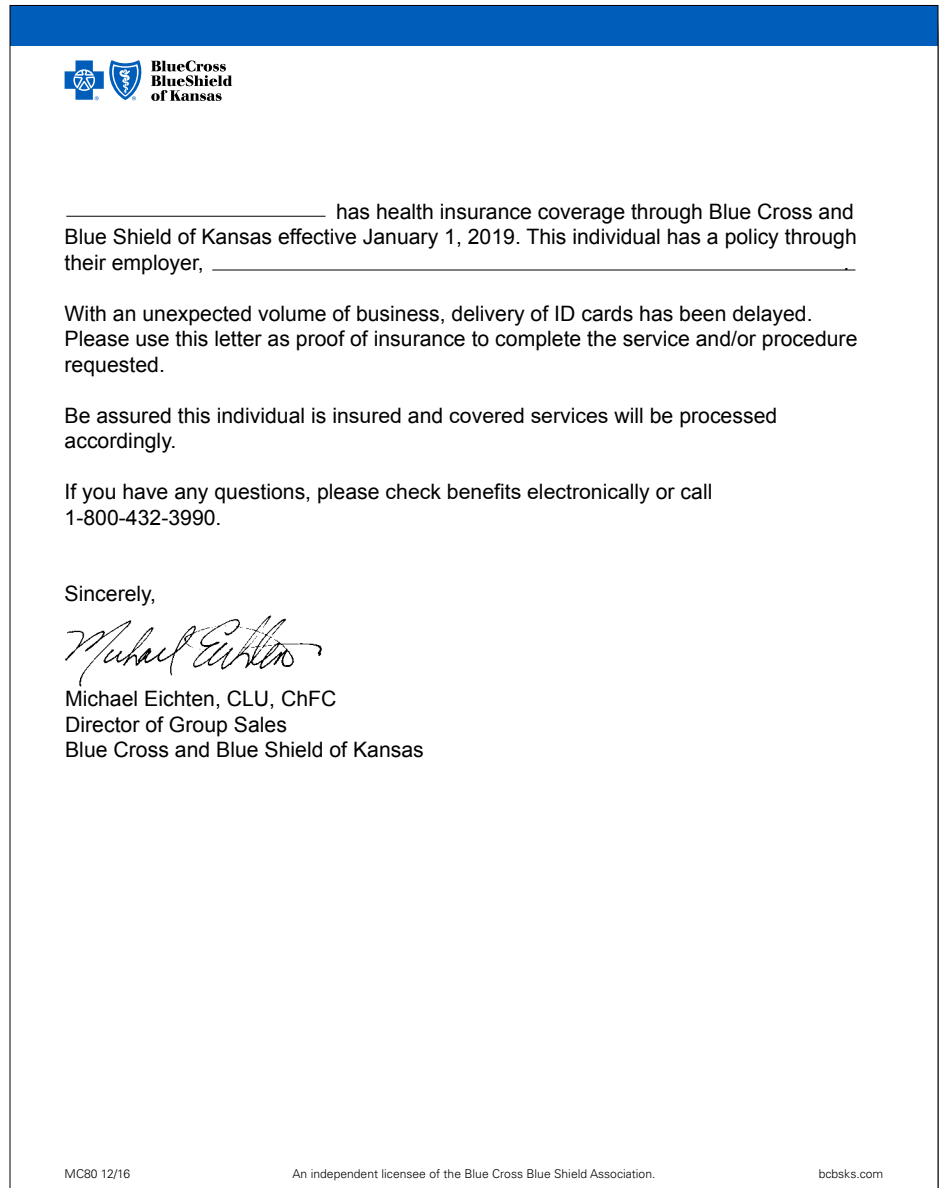 BlueCross
BlueShield
of Kansas
has health insurance coverage through Blue Cross and
Blue Shield of Kansas effective January 1, 2019. This individual has a policy through
their employer, .
With an unexpected volume of business, delivery of ID cards has been delayed.
Please use this letter as proof of insurance to complete the service and/or procedure
requested.
Be assured this individual is insured and covered services will be processed
accordingly.
If you have any questions, please check benefits electronically or call
1-800-432-3990.
Sincerely,
Michael Eichten
Michael Eichten, CLU, ChFC
Director of Group Sales
Blue Cross and Blue Shield of Kansas
MC80 12/16 An independent licensee of the Blue Cross Blue Shield Association. bcbsks.com